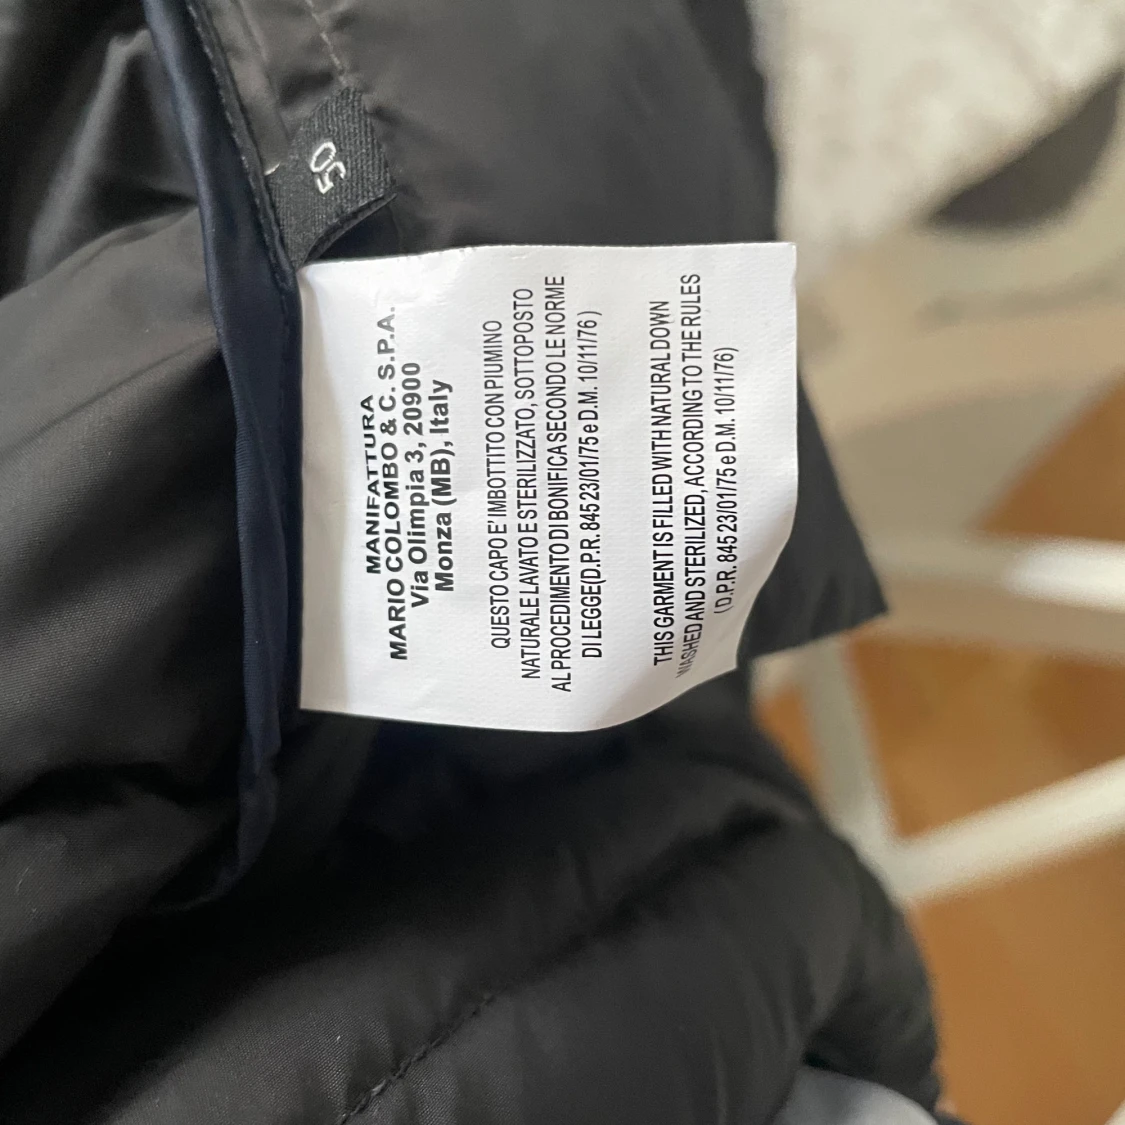 50
MANIFATTURA
MARIO COLOMBO & C. S.P.A.
Via Olimpia 3, 20900
Monza (MB), Italy
QUESTO CAPO E' IMBOTTITO CON PIUMINO
NATURALE LAVATO E STERILIZZATO, SOTTOPOSTO
AL PROCEDIMENTO DI BONIFICA SECONDO LE NORME
DI LEGGE(D.P.R. 845 23/01/75 e D.M. 10/11/76 )
THIS GARMENT IS FILLED WITH NATURAL DOWN
WASHED AND STERILIZED, ACCORDING TO THE RULES
( D.P.R. 845 23/01/75 e D.M. 10/11/76)